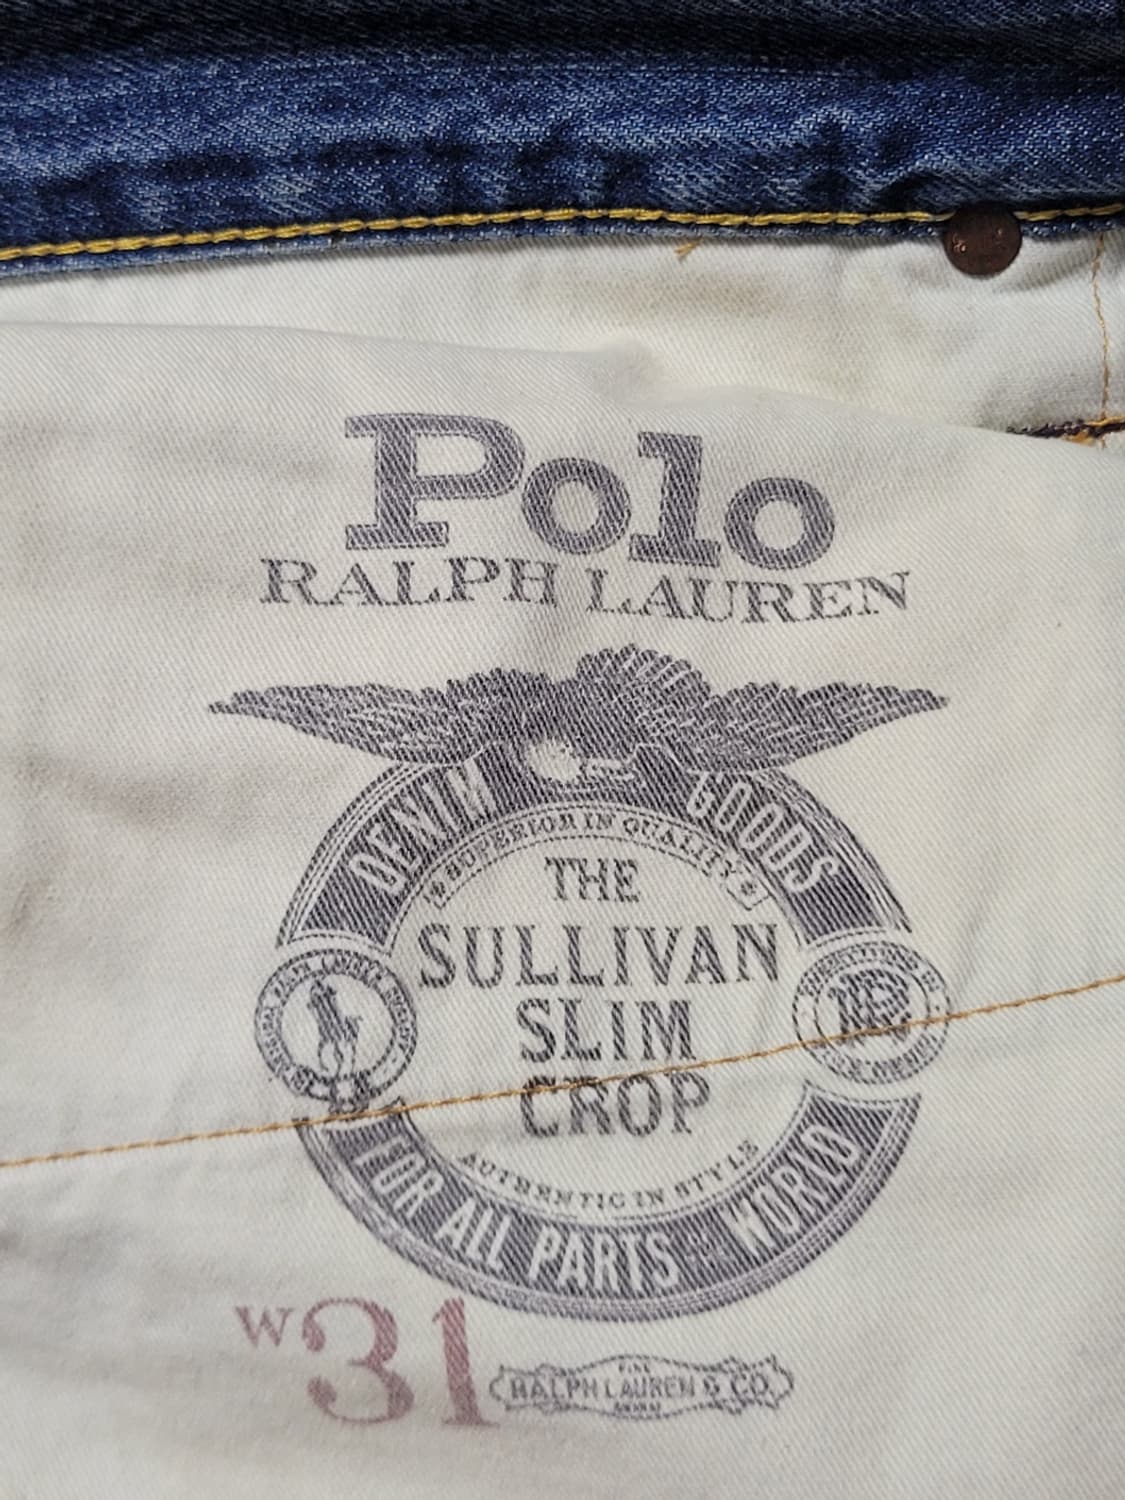 Polo
RALPH LAUREN
DENIM GOODS
SUPERIOR IN QUALITY
THE
SULLIVAN
SLIM
CROP
AUTHENTIC IN STYLE
FOR ALL PARTS WORLD
W31
FINE
RALPH LAUREN & CO.